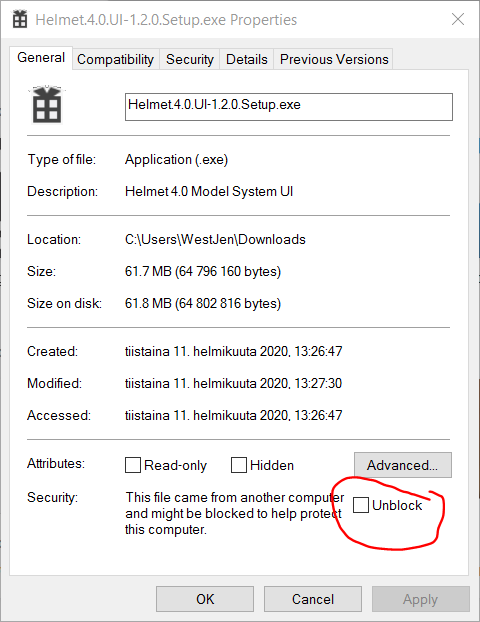 Helmet.4.0.UI-1.2.0.Setup.exe Properties
General Compatibility Security Details Previous Versions
Helmet.4.0.UI-1.2.0.Setup.exe
Type of file: Application (.exe)
Description: Helmet 4.0 Model System UI
Location: C:\Users\WestJen\Downloads
Size: 61.7 MB (64 796 160 bytes)
Size on disk: 61.8 MB (64 802 816 bytes)
Created: tiistaina 11. helmikuuta 2020, 13:26:47
Modified: tiistaina 11. helmikuuta 2020, 13:27:30
Accessed: tiistaina 11. helmikuuta 2020, 13:26:47
Attributes: Read-only Hidden Advanced...
Security: This file came from another computer
and might be blocked to help protect
this computer.
Unblock
OK Cancel Apply